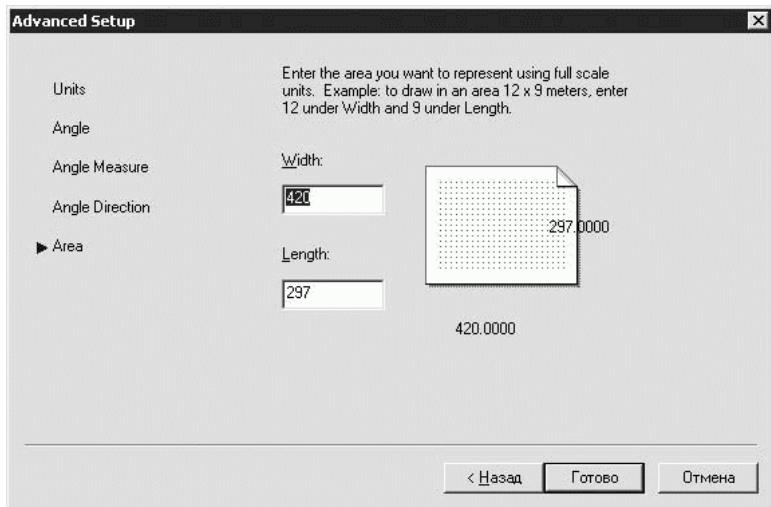 Advanced Setup
Units
Angle
Angle Measure
Angle Direction
Area
Enter the area you want to represent using full scale
units. Example: to draw in an area 12 x 9 meters, enter
12 under Width and 9 under Length.
Width:
420
Length:
297
297.0000
420.0000
< Назад
Готово
Отмена